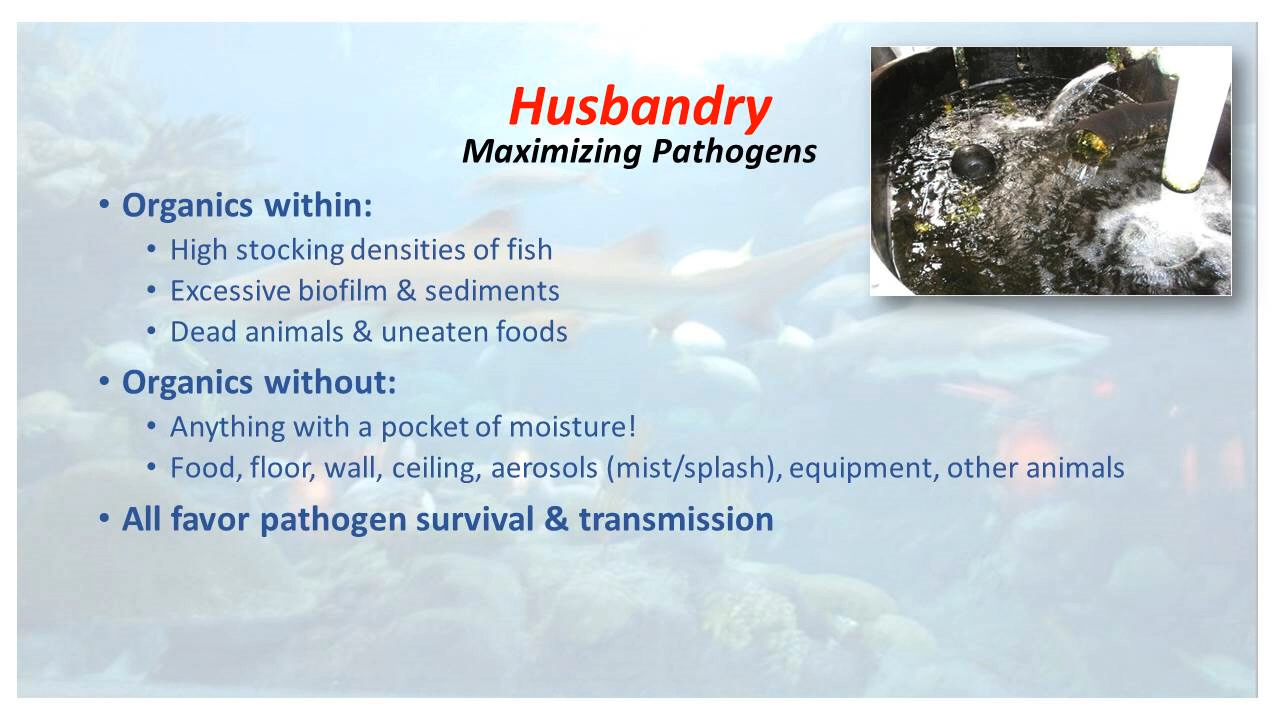 Husbandry
Maximizing Pathogens
• Organics within:
• High stocking densities of fish
• Excessive biofilm & sediments
• Dead animals & uneaten foods
• Organics without:
• Anything with a pocket of moisture!
• Food, floor, wall, ceiling, aerosols (mist/splash), equipment, other animals
• All favor pathogen survival & transmission